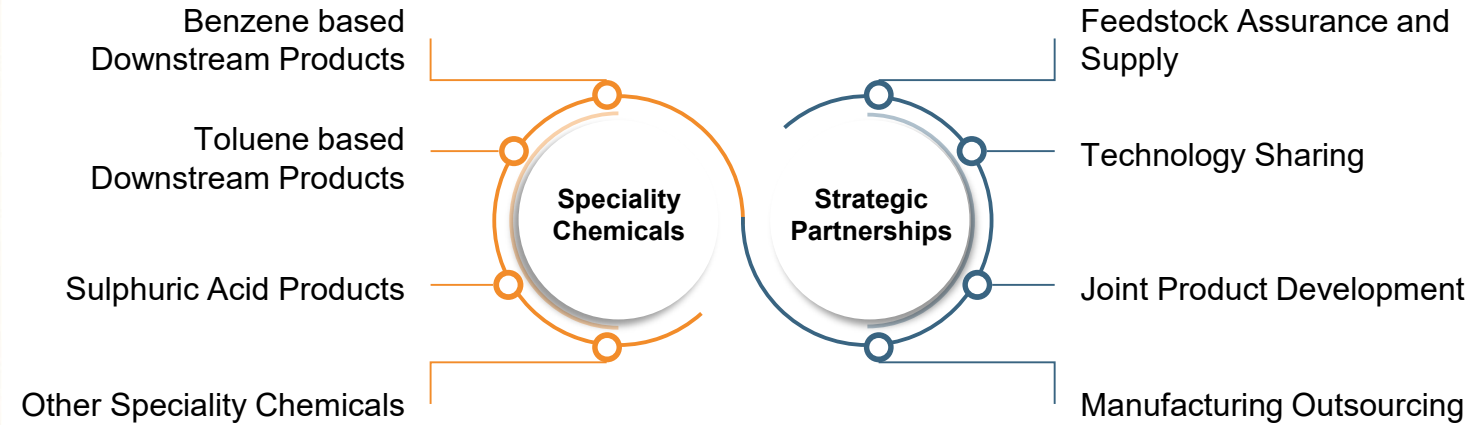 Benzene based
Downstream Products
Toluene based
Downstream Products
Sulphuric Acid Products
Other Speciality Chemicals
Speciality
Chemicals
Strategic
Partnerships
Feedstock Assurance and
Supply
Technology Sharing
Joint Product Development
Manufacturing Outsourcing